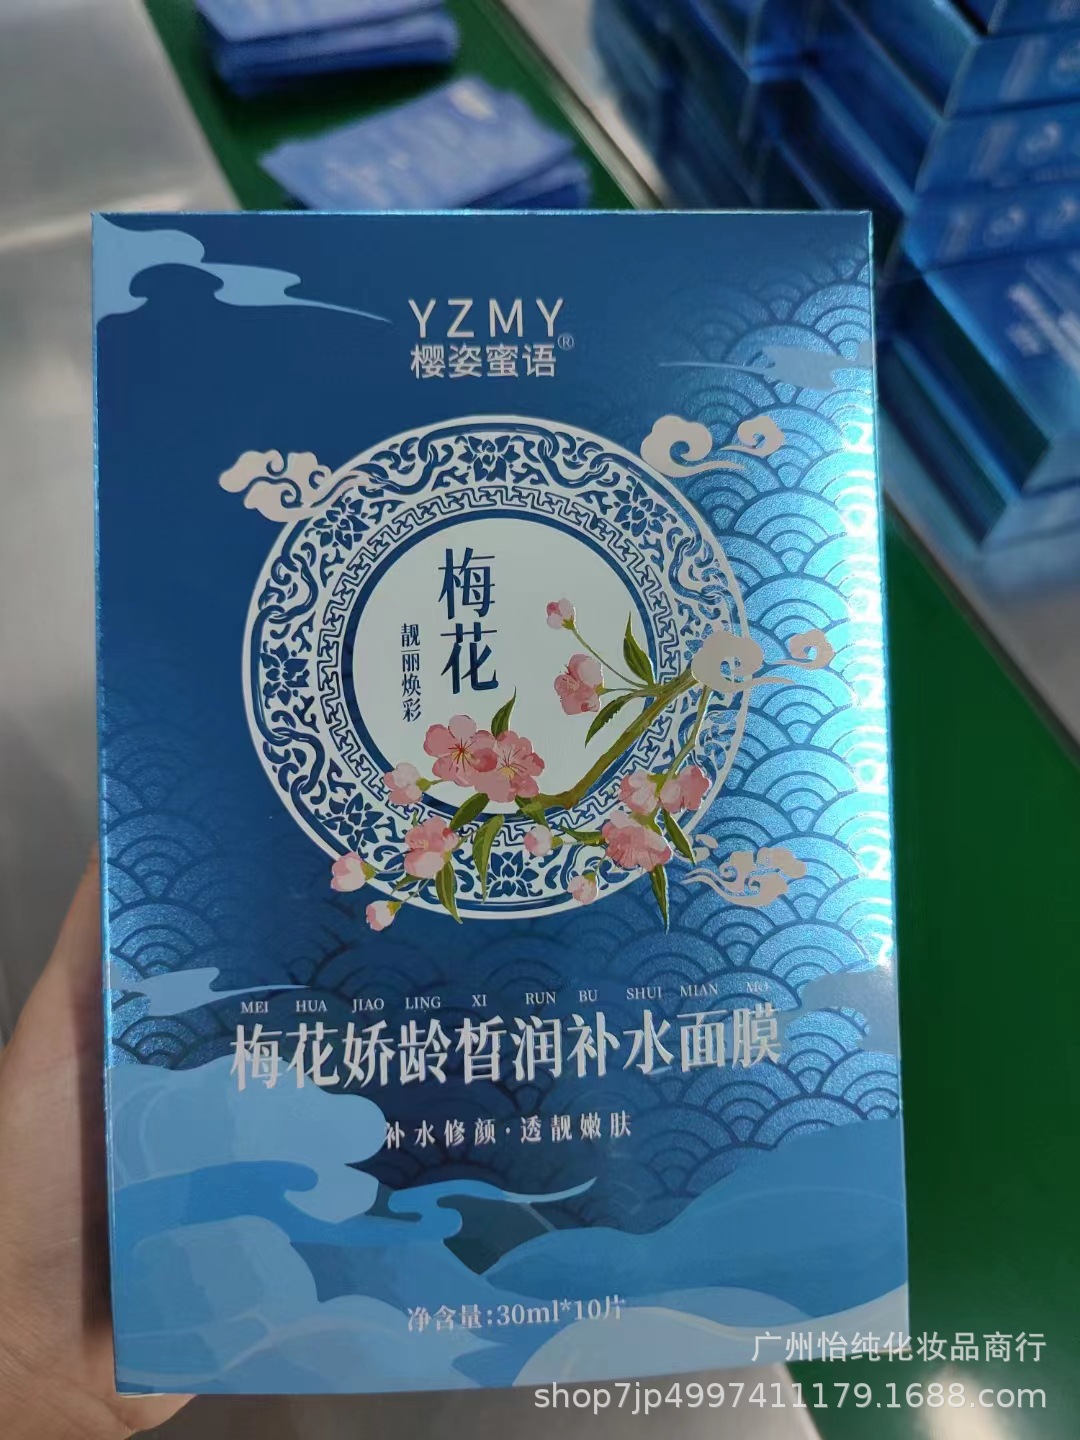 YZMY
樱姿蜜语®
梅花
靓丽焕彩
MEI HUA JIAO LING XI RUN BU SHUI MIAN MO
梅花娇龄皙润补水面膜
补水修颜·透靓嫩肤
净含量:30ml*10片
广州怡纯化妆品商行
shop7jp4997411179.1688.com